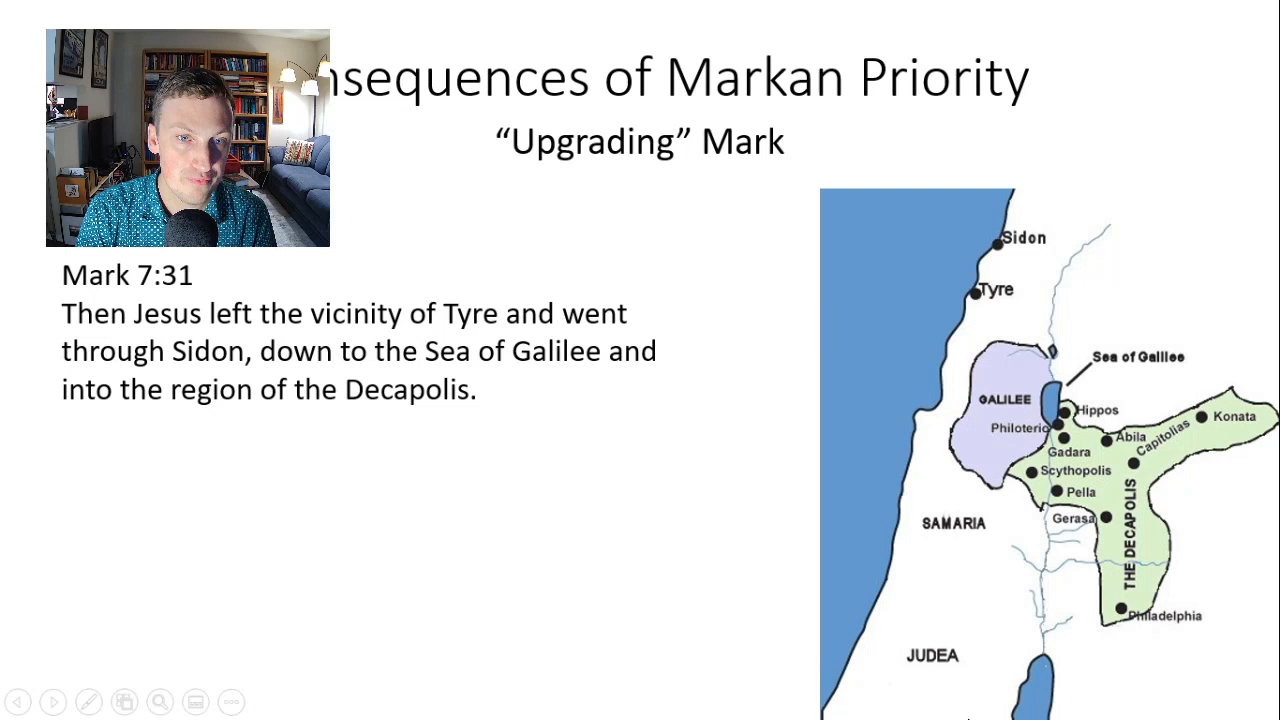 nsequences of Markan Priority
“Upgrading” Mark
Mark 7:31
Then Jesus left the vicinity of Tyre and went
through Sidon, down to the Sea of Galilee and
into the region of the Decapolis.
Sidon
Tyre
Sea of Galilee
GALILEE
Hippos
Konata
Philoterio
Abila
Capitolias
Gadara
Scythopolis
Pella
Gerasa
THE DECAPOLIS
SAMARIA
Philadelphia
JUDEA